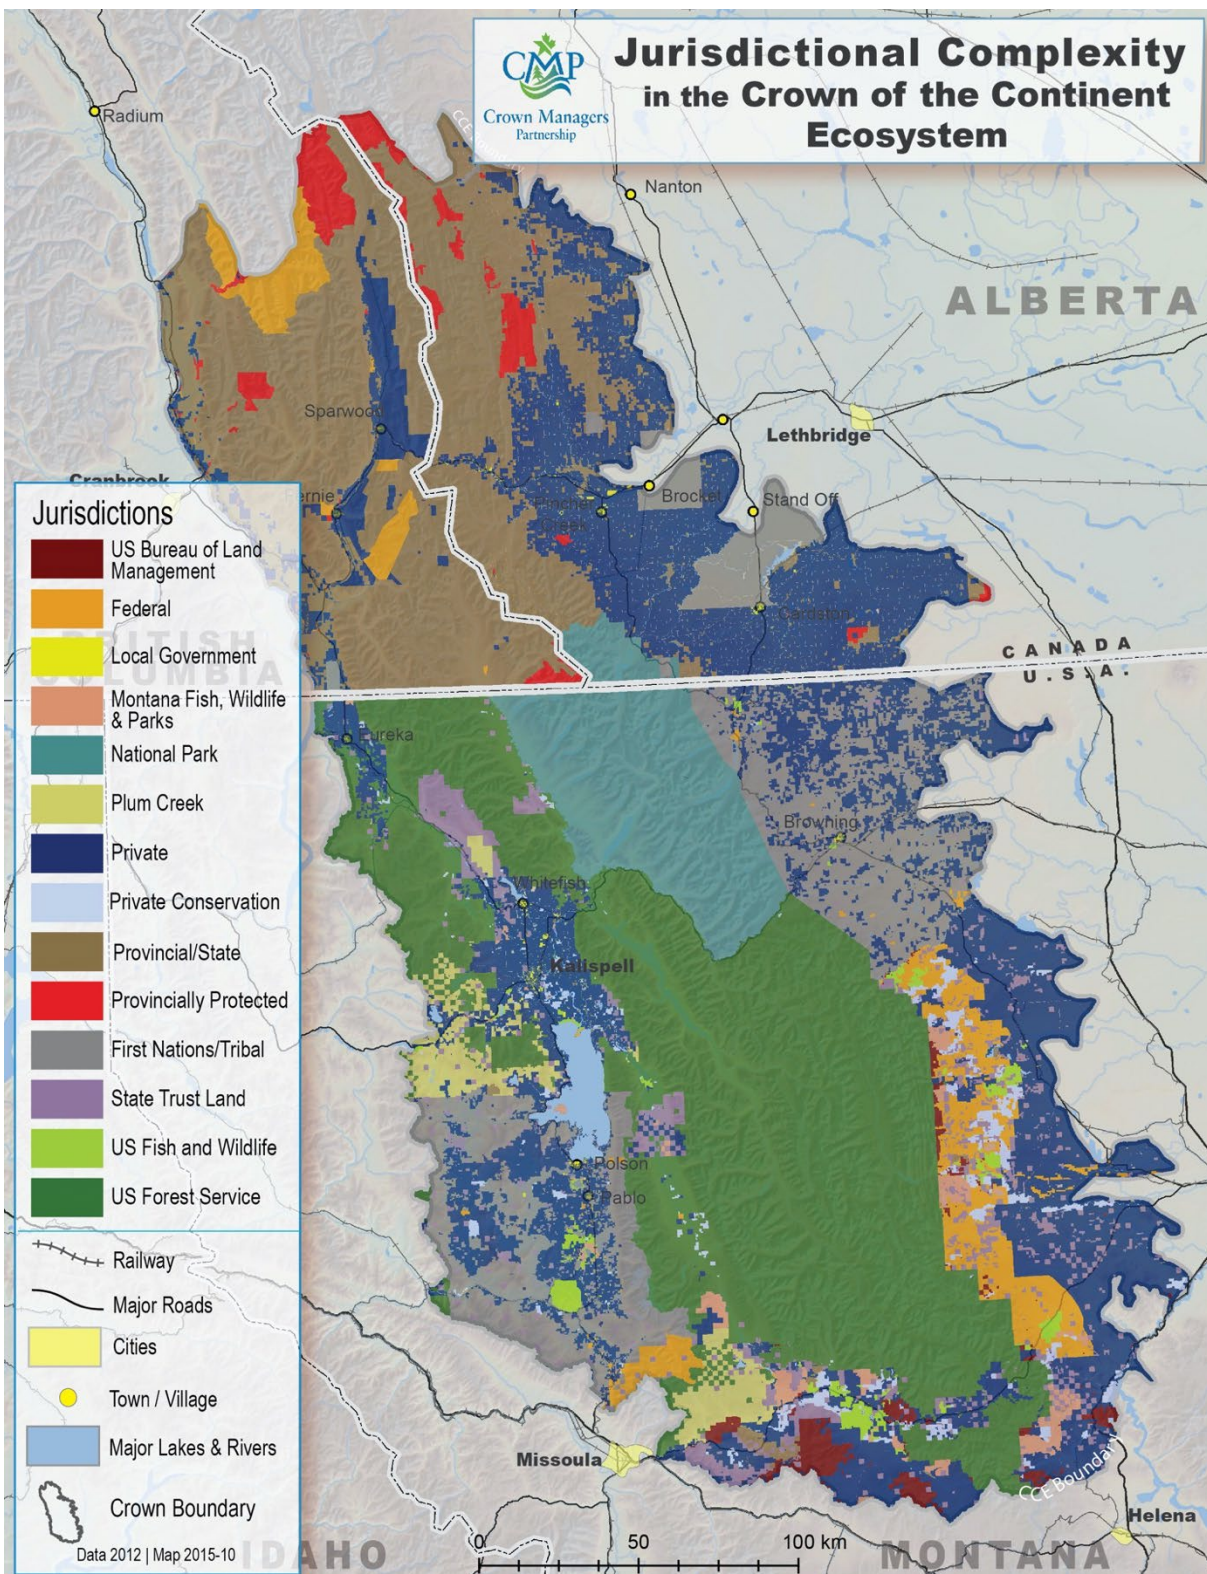 CMP
Crown Managers
Partnership
Jurisdictional Complexity
in the Crown of the Continent
Ecosystem
Radium
Nanton
ALBERTA
Sparwood
Lethbridge
Cranbrook
Brocket
Stand Off
Pincher
Creek
Cardston
CANADA
U.S.A.
BRITISH
COLUMBIA
Eureka
Browning
Whitefish
Kalispell
Polson
Pablo
Missoula
CCE Boundary
Helena
IDAHO
MONTANA
Jurisdictions
US Bureau of Land
Management
Federal
Local Government
Montana Fish, Wildlife
& Parks
National Park
Plum Creek
Private
Private Conservation
Provincial/State
Provincially Protected
First Nations/Tribal
State Trust Land
US Fish and Wildlife
US Forest Service
Railway
Major Roads
Cities
Town / Village
Major Lakes & Rivers
Crown Boundary
Data 2012 | Map 2015-10
0 50 100 km